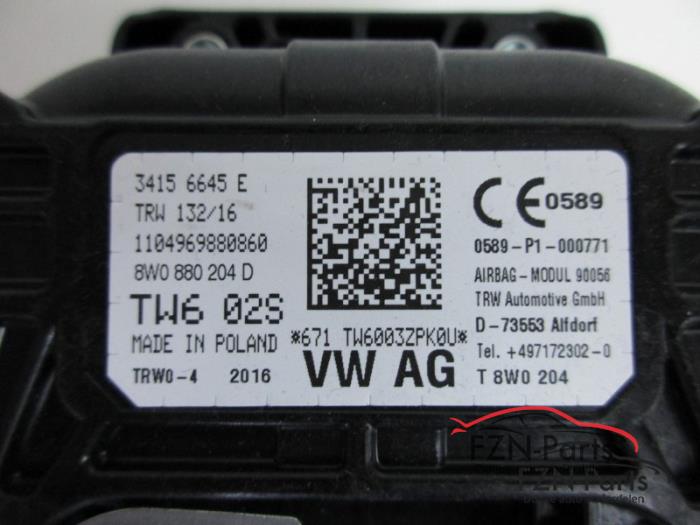 3415 6645 E
TRW 132/16
1104969880860
8W0 880 204 D
TW6 02S
MADE IN POLAND
TRW0-4 2016
*671 TW6003ZPK0U*
VW AG
CE 0589
0589-P1-000771
AIRBAG-MODUL 90056
TRW Automotive GmbH
D-73553 Alfdorf
Tel. +497172302-0
T 8W0 204
FZN-Parts
FZN-Parts